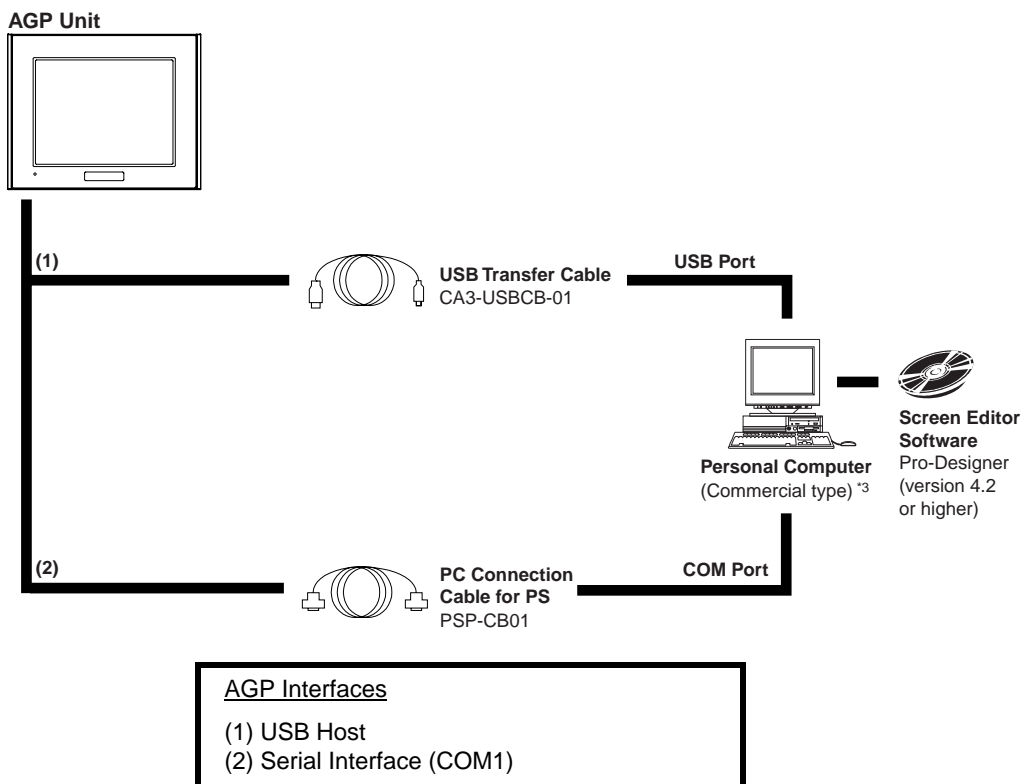 AGP Unit
(1)
USB Transfer Cable
CA3-USBCB-01
USB Port
Screen Editor
Software
Pro-Designer
(version 4.2
or higher)
Personal Computer
(Commercial type) *3
(2)
PC Connection
Cable for PS
PSP-CB01
COM Port
AGP Interfaces
(1) USB Host
(2) Serial Interface (COM1)